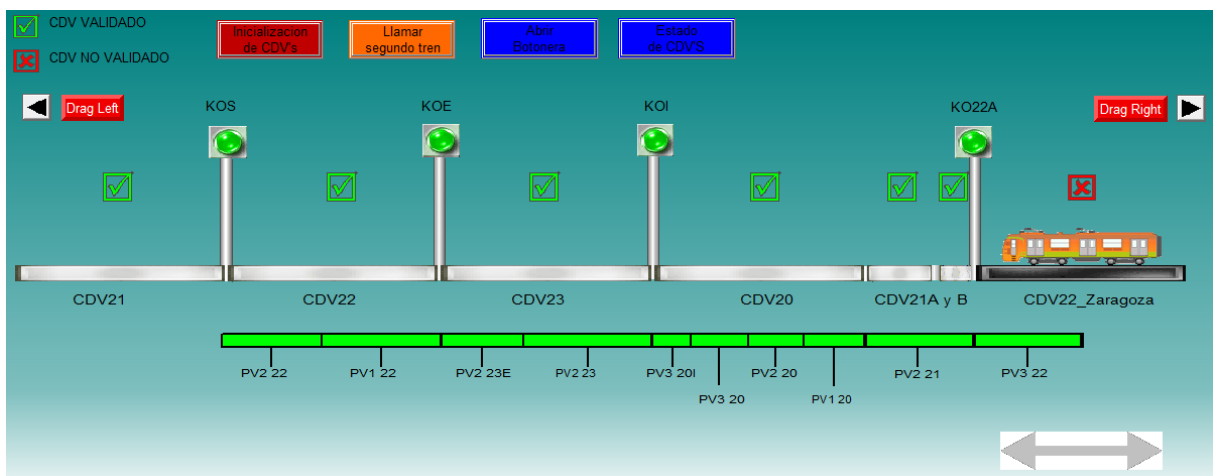 CDV VALIDADO
CDV NO VALIDADO
Inicializacion
de CDV's
Llamar
segundo tren
Abrir
Botonera
Estado
de CDV'S
Drag Left
KOS
KOE
KOI
KO22A
Drag Right
CDV21
CDV22
CDV23
CDV20
CDV21A y B
CDV22_Zaragoza
PV2 22
PV1 22
PV2 23E
PV2 23
PV3 20I
PV3 20
PV2 20
PV1 20
PV2 21
PV3 22